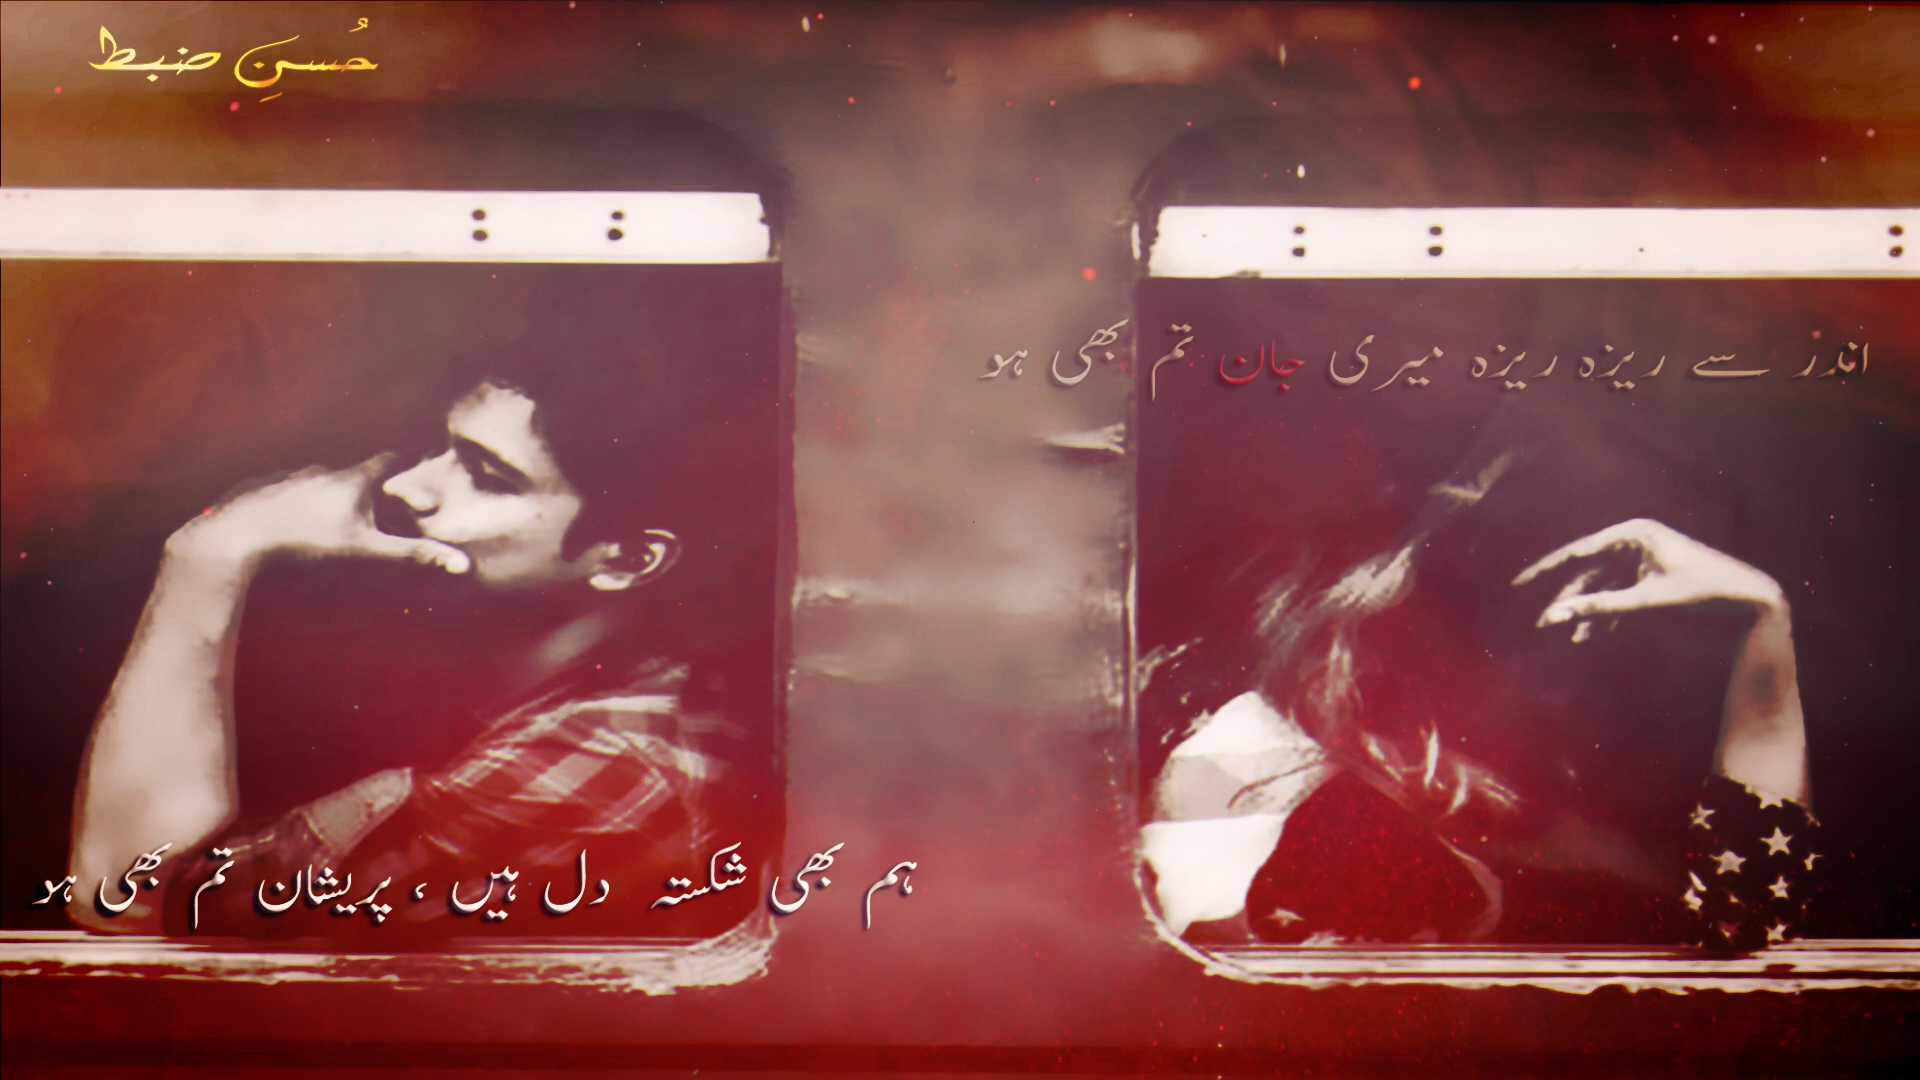 حُسنِ ضبط
اندر سے ریزہ ریزہ میری جان تم بھی ہو
ہم بھی شکستہ دل ہیں ، پریشان تم بھی ہو